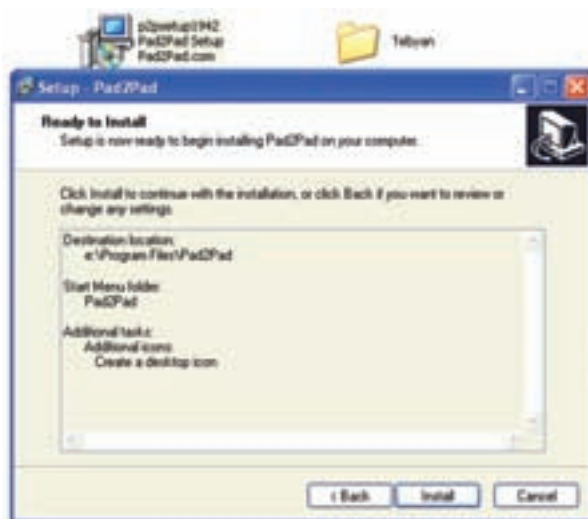 p2psetup1942
Pad2Pad Setup
Pad2Pad.com
Tebyan
Setup - Pad2Pad
Ready to Install
Setup is now ready to begin installing Pad2Pad on your computer.
Click Install to continue with the installation, or click Back if you want to review or
change any settings.
Destination location:
e:\Program Files\Pad2Pad
Start Menu folder:
Pad2Pad
Additional tasks:
Additional icons:
Create a desktop icon
< Back
Install
Cancel